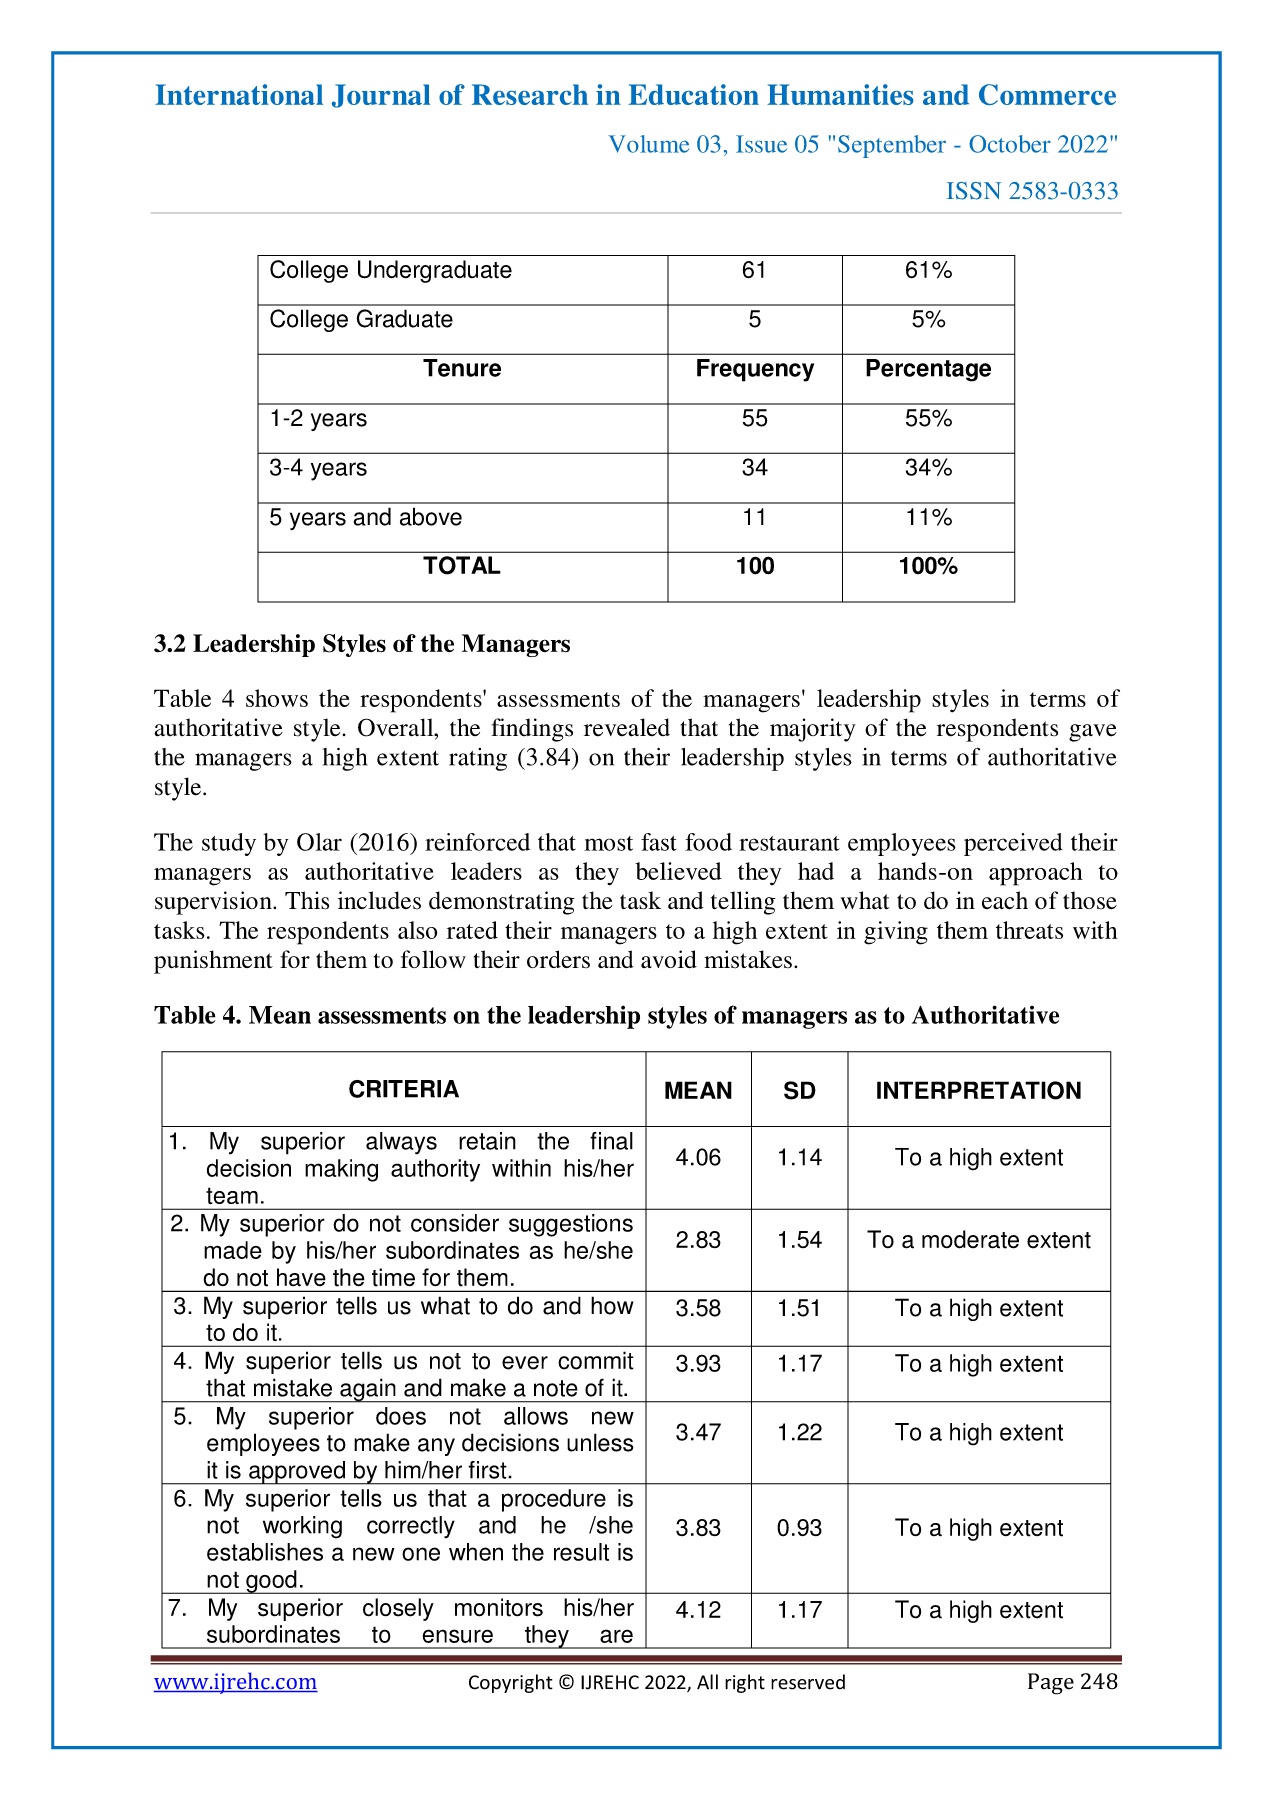 International Journal of Research in Education Humanities and Commerce
Volume 03, Issue 05 "September - October 2022"
ISSN 2583-0333
College Undergraduate 61 61%
College Graduate 5 5%
Tenure Frequency Percentage
1-2 years 55 55%
3-4 years 34 34%
5 years and above 11 11%
TOTAL 100 100%
3.2 Leadership Styles of the Managers
Table 4 shows the respondents' assessments of the managers' leadership styles in terms of
authoritative style. Overall, the findings revealed that the majority of the respondents gave
the managers a high extent rating (3.84) on their leadership styles in terms of authoritative
style.
The study by Olar (2016) reinforced that most fast food restaurant employees perceived their
managers as authoritative leaders as they believed they had a hands-on approach to
supervision. This includes demonstrating the task and telling them what to do in each of those
tasks. The respondents also rated their managers to a high extent in giving them threats with
punishment for them to follow their orders and avoid mistakes.
Table 4. Mean assessments on the leadership styles of managers as to Authoritative
CRITERIA MEAN SD INTERPRETATION
1. My superior always retain the final
decision making authority within his/her
team.
4.06 1.14 To a high extent
2. My superior do not consider suggestions
made by his/her subordinates as he/she
do not have the time for them.
2.83 1.54 To a moderate extent
3. My superior tells us what to do and how
to do it.
3.58 1.51 To a high extent
4. My superior tells us not to ever commit
that mistake again and make a note of it.
3.93 1.17 To a high extent
5. My superior does not allows new
employees to make any decisions unless
it is approved by him/her first.
3.47 1.22 To a high extent
6. My superior tells us that a procedure is
not working correctly and he /she
establishes a new one when the result is
not good.
3.83 0.93 To a high extent
7. My superior closely monitors his/her
subordinates to ensure they are
4.12 1.17 To a high extent
www.ijrehc.com Copyright © IJREHC 2022, All right reserved Page 248